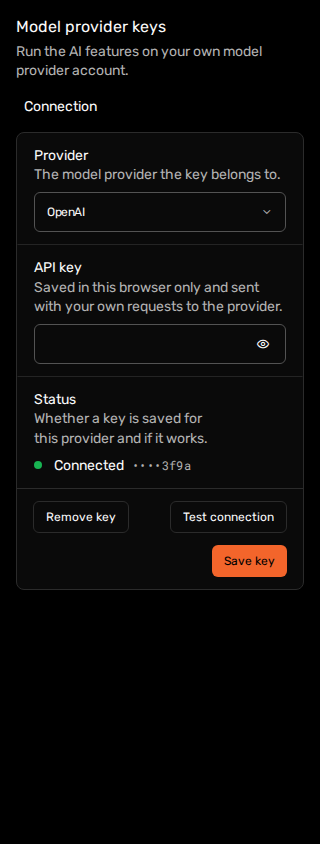 Model provider keys
Run the AI features on your own model
provider account.
Connection
Provider
The model provider the key belongs to.
OpenAI
API key
Saved in this browser only and sent
with your own requests to the provider.
Status
Whether a key is saved for
this provider and if it works.
Connected ••••3f9a
Remove key
Test connection
Save key